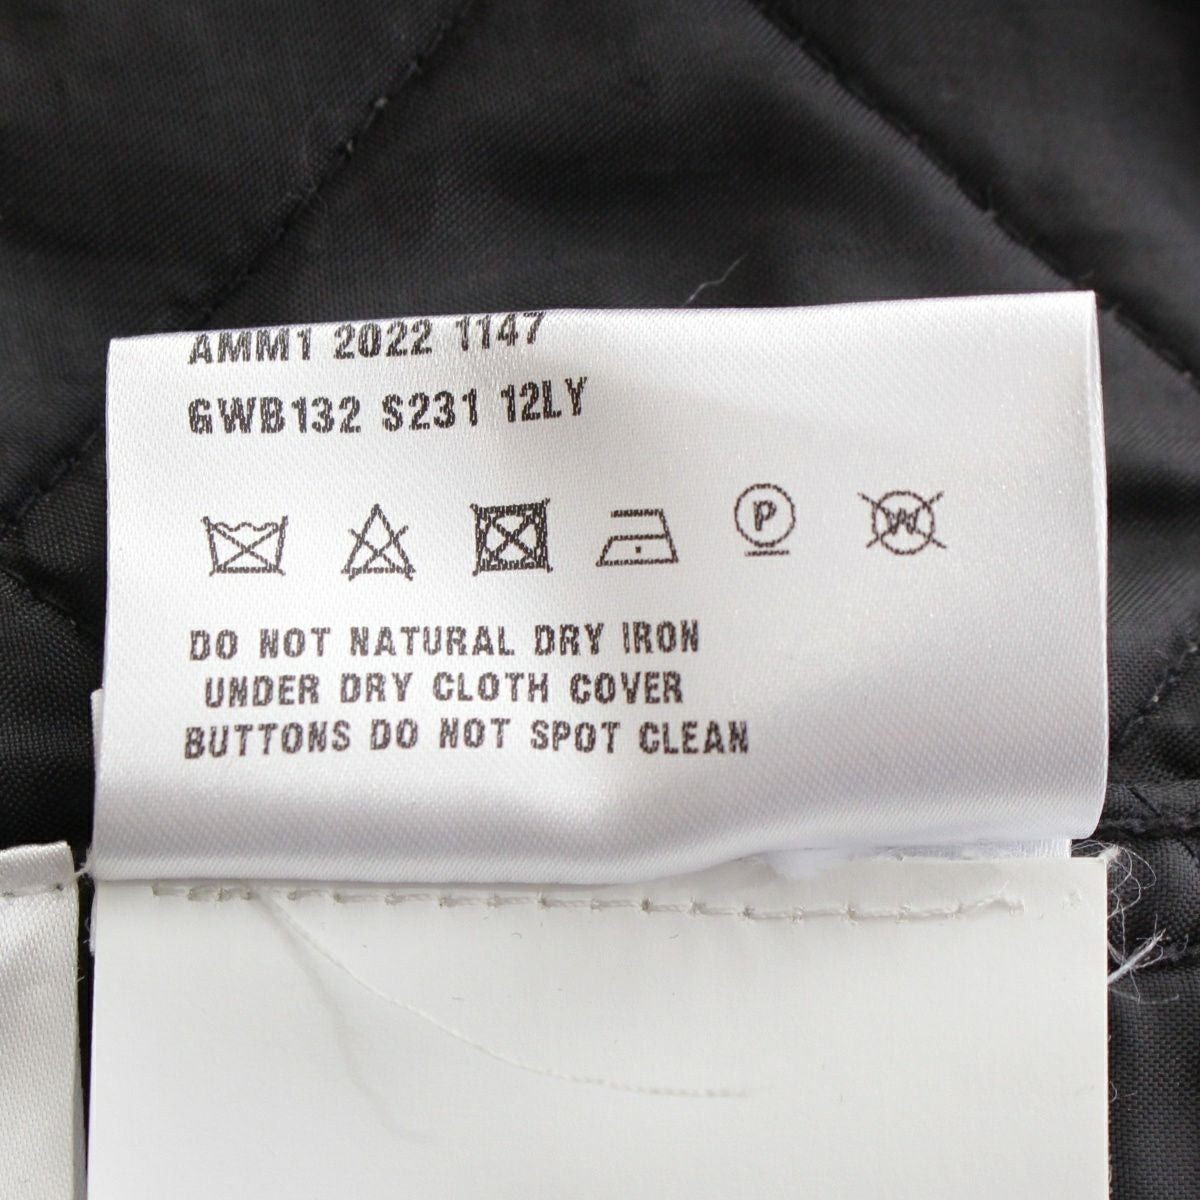 AMM1 2022 1147
GWB132 S231 12LY
P W
DO NOT NATURAL DRY IRON
UNDER DRY CLOTH COVER
BUTTONS DO NOT SPOT CLEAN